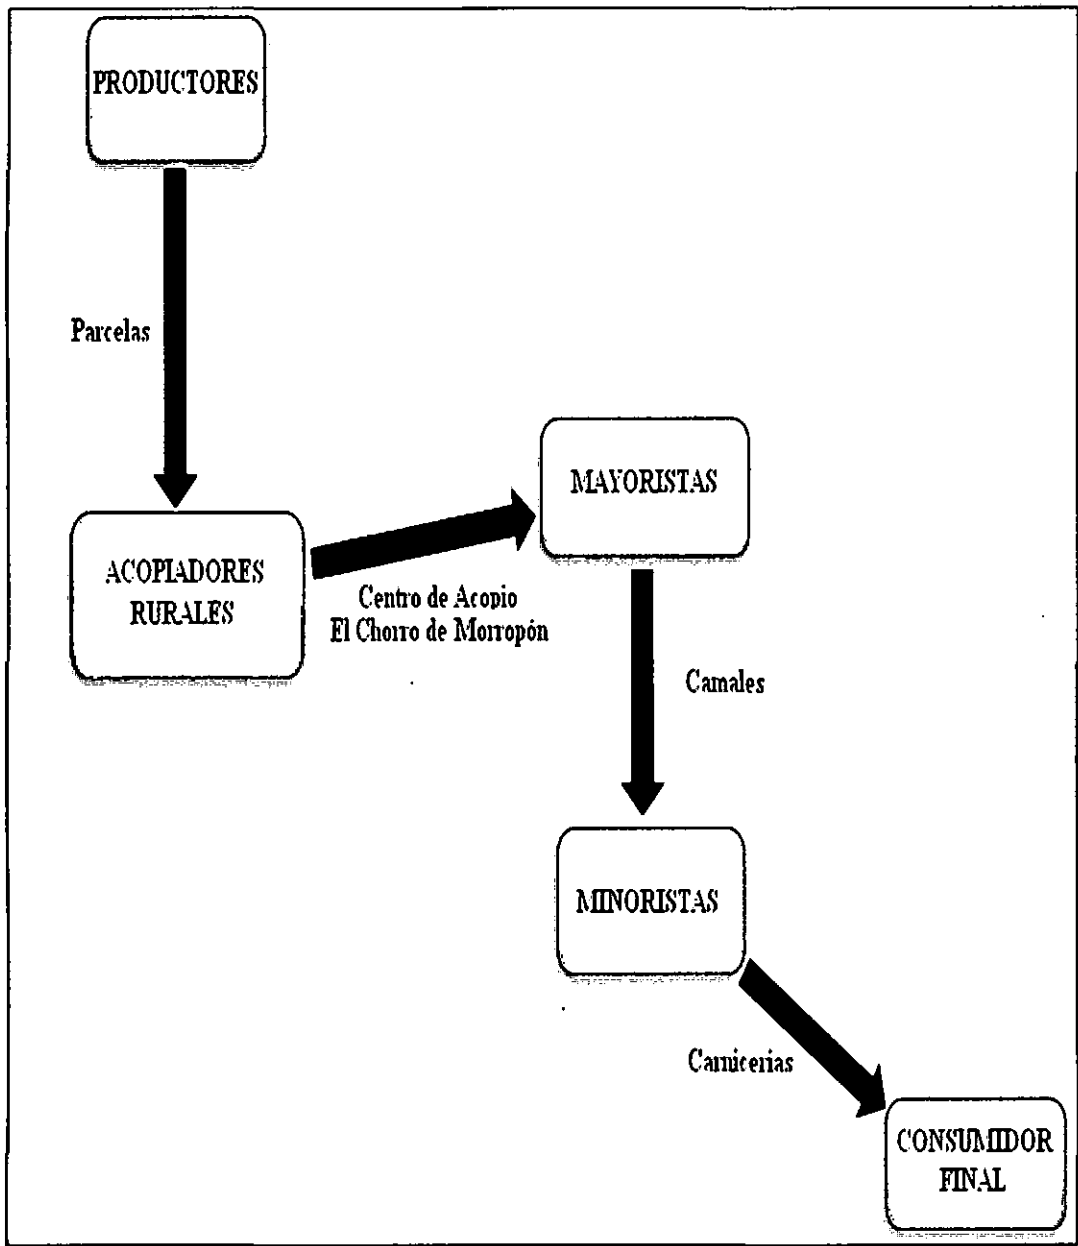 PRODUCTORES
Parcelas
ACOPIADORES
RURALES
Centro de Acopio
El Chorro de Morropón
MAYORISTAS
Camales
MINORISTAS
Carnicerias
CONSUMIDOR
FINAL